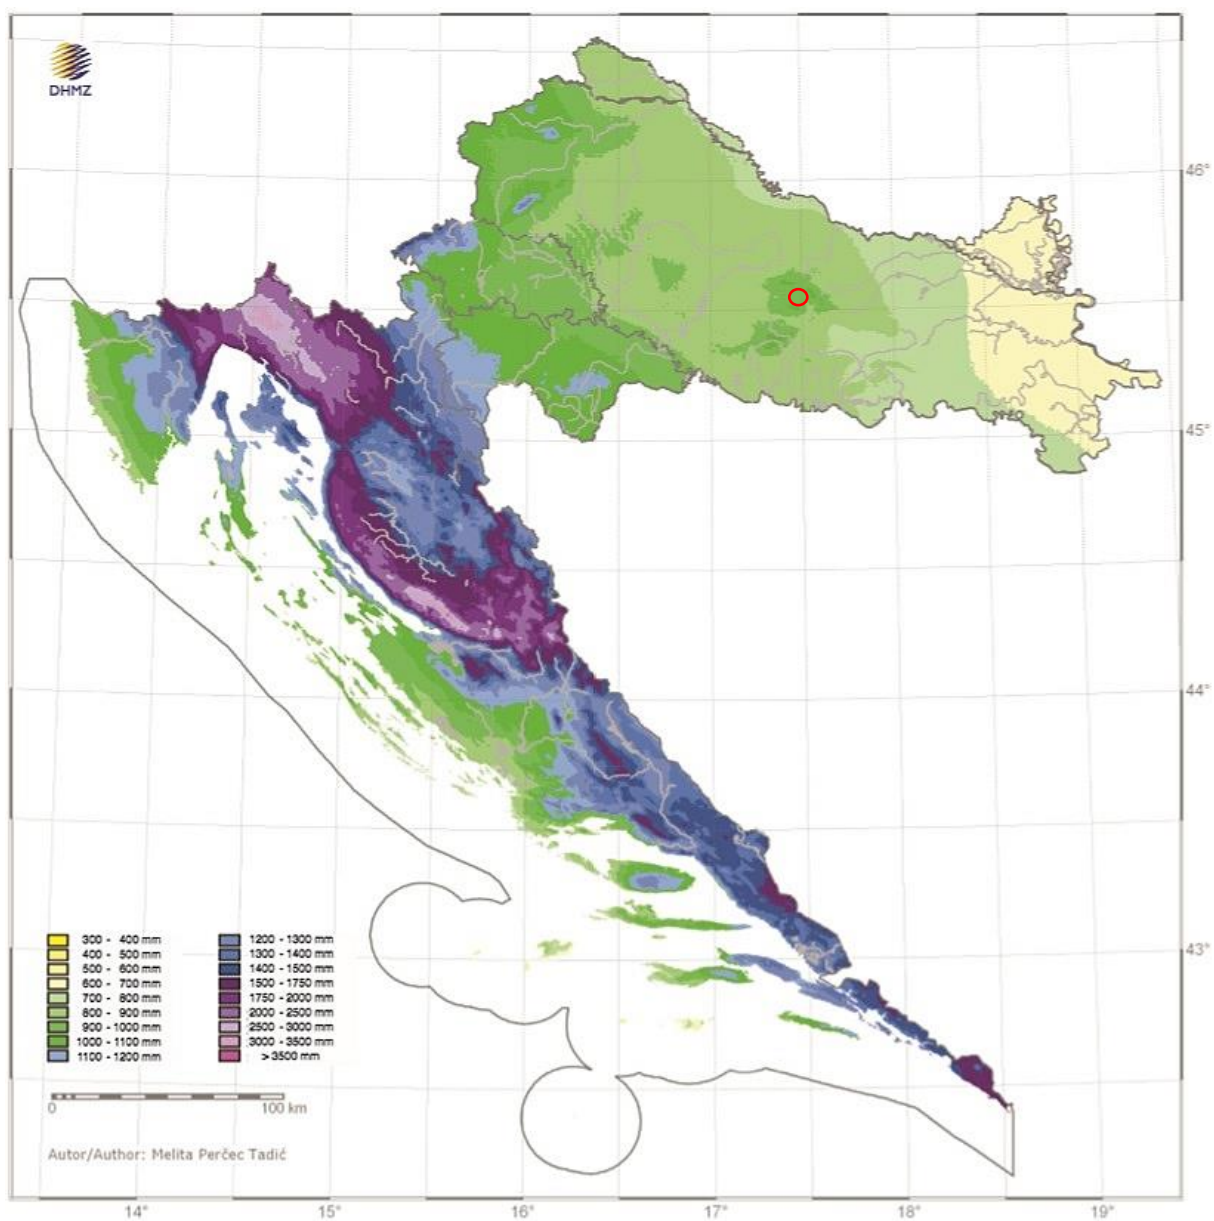 DHMZ
46°
45°
44°
43°
300 - 400 mm
400 - 500 mm
500 - 600 mm
600 - 700 mm
700 - 800 mm
800 - 900 mm
900 - 1000 mm
1000 - 1100 mm
1100 - 1200 mm
1200 - 1300 mm
1300 - 1400 mm
1400 - 1500 mm
1500 - 1750 mm
1750 - 2000 mm
2000 - 2500 mm
2500 - 3000 mm
3000 - 3500 mm
> 3500 mm
0 100 km
Autor/Author: Melita Perčec Tadić
14° 15° 16° 17° 18° 19°